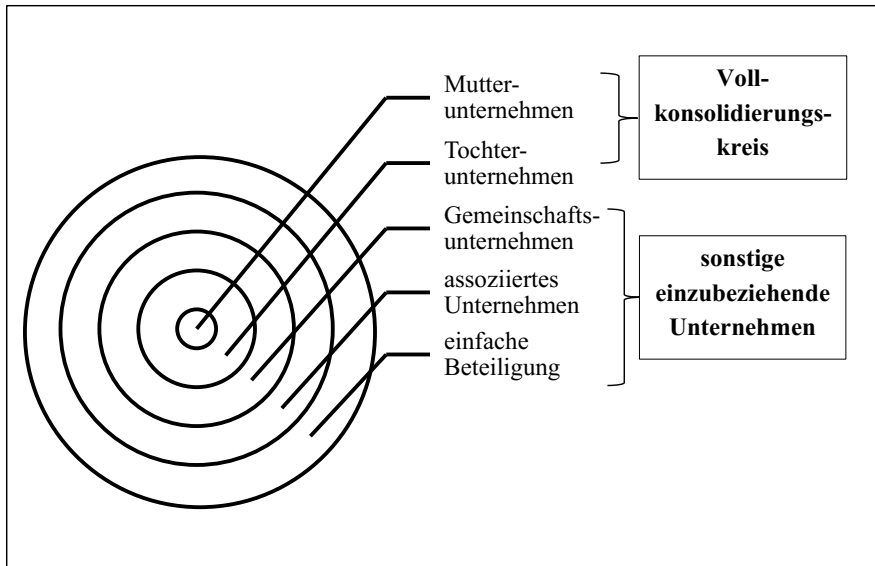 Mutter-
unternehmen
Tochter-
unternehmen
Gemeinschafts-
unternehmen
assoziiertes
Unternehmen
einfache
Beteiligung
Voll-
konsolidierungs-
kreis
sonstige
einzubeziehende
Unternehmen